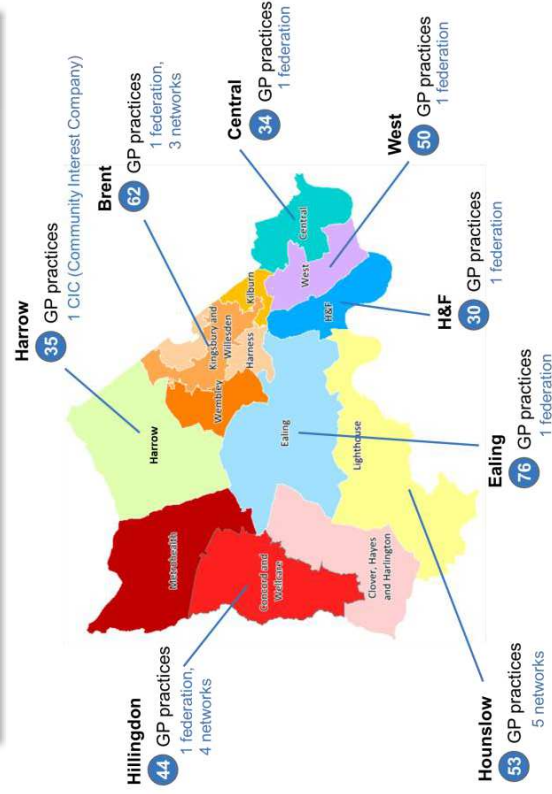 Harrow
35 GP practices
1 CIC (Community Interest Company)
Brent
62 GP practices
1 federation,
3 networks
Central
34 GP practices
1 federation
West
50 GP practices
1 federation
H&F
30 GP practices
1 federation
Ealing
76 GP practices
1 federation
Hounslow
53 GP practices
5 networks
Hillingdon
44 GP practices
1 federation,
4 networks
Metrohealth
Harrow
Concord and
Wellcare
Clover, Hayes
and Harlington
Wembley
Kingsbury and
Willesden
Harness
Kilburn
Ealing
Lighthouse
Central
West
H&F